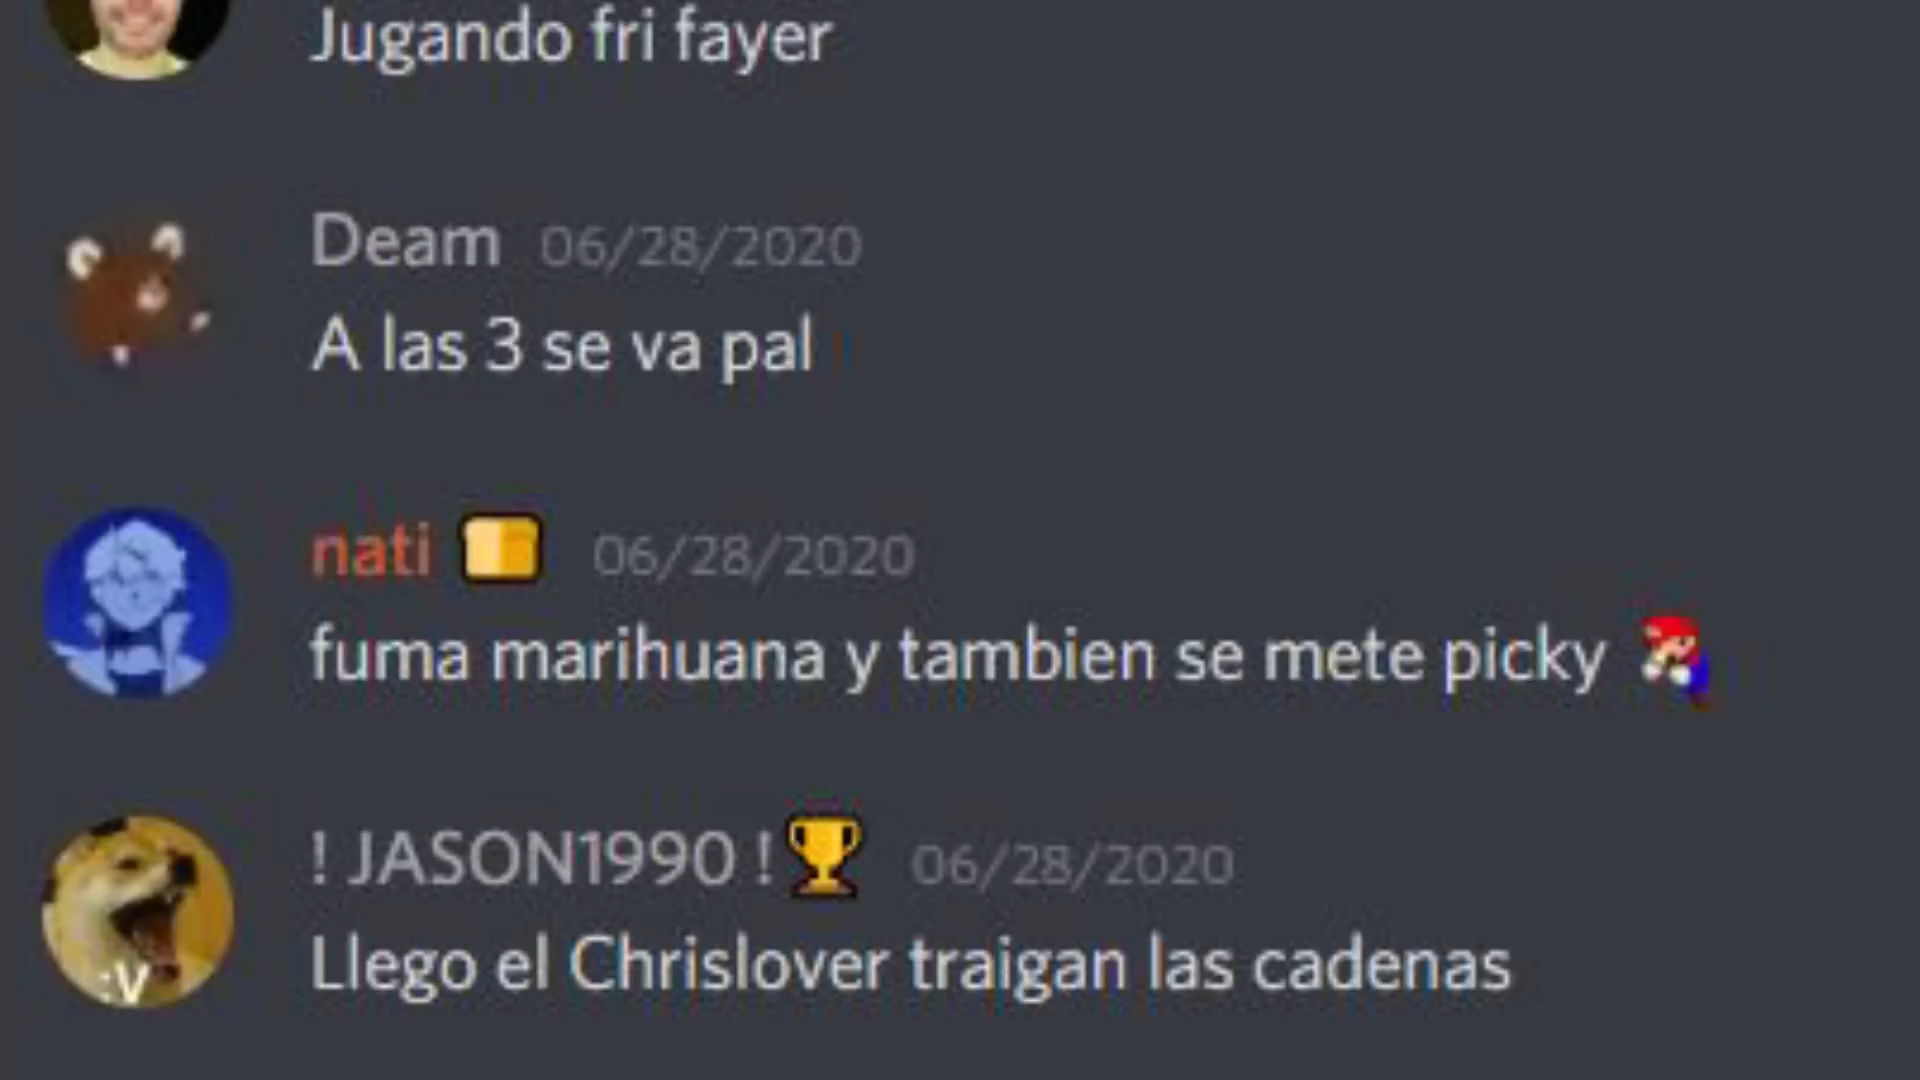 Jugando fri fayer
Deam 06/28/2020
A las 3 se va pal
nati 06/28/2020
fuma marihuana y tambien se mete picky
! JASON1990 ! 06/28/2020
:v
Llego el Chrislover traigan las cadenas